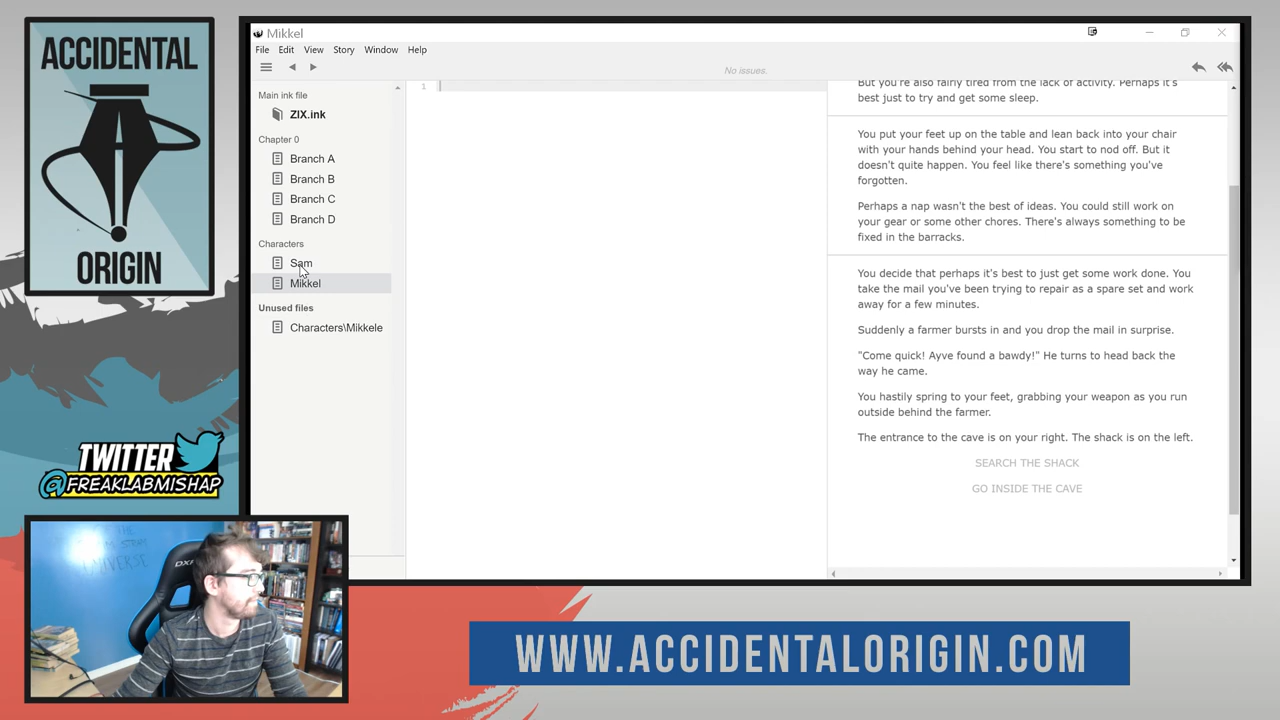 ACCIDENTAL
ORIGIN
Mikkel
File Edit View Story Window Help
No issues.
Main ink file
ZIX.ink
Chapter 0
Branch A
Branch B
Branch C
Branch D
Characters
Sam
Mikkel
Unused files
Characters\Mikkele
1
But you're also fairly tired from the lack of activity. Perhaps it's
best just to try and get some sleep.
You put your feet up on the table and lean back into your chair
with your hands behind your head. You start to nod off. But it
doesn't quite happen. You feel like there's something you've
forgotten.
Perhaps a nap wasn't the best of ideas. You could still work on
your gear or some other chores. There's always something to be
fixed in the barracks.
You decide that perhaps it's best to just get some work done. You
take the mail you've been trying to repair as a spare set and work
away for a few minutes.
Suddenly a farmer bursts in and you drop the mail in surprise.
"Come quick! Ayve found a bawdy!" He turns to head back the
way he came.
You hastily spring to your feet, grabbing your weapon as you run
outside behind the farmer.
The entrance to the cave is on your right. The shack is on the left.
SEARCH THE SHACK
GO INSIDE THE CAVE
TWITTER
@FREAKLABMISHAP
UNIVERSE
DXR
WWW.ACCIDENTALORIGIN.COM